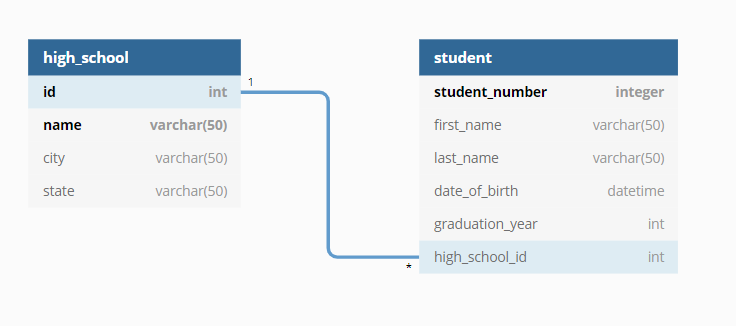 high_school
id int
name varchar(50)
city varchar(50)
state varchar(50)
1
*
student
student_number integer
first_name varchar(50)
last_name varchar(50)
date_of_birth datetime
graduation_year int
high_school_id int